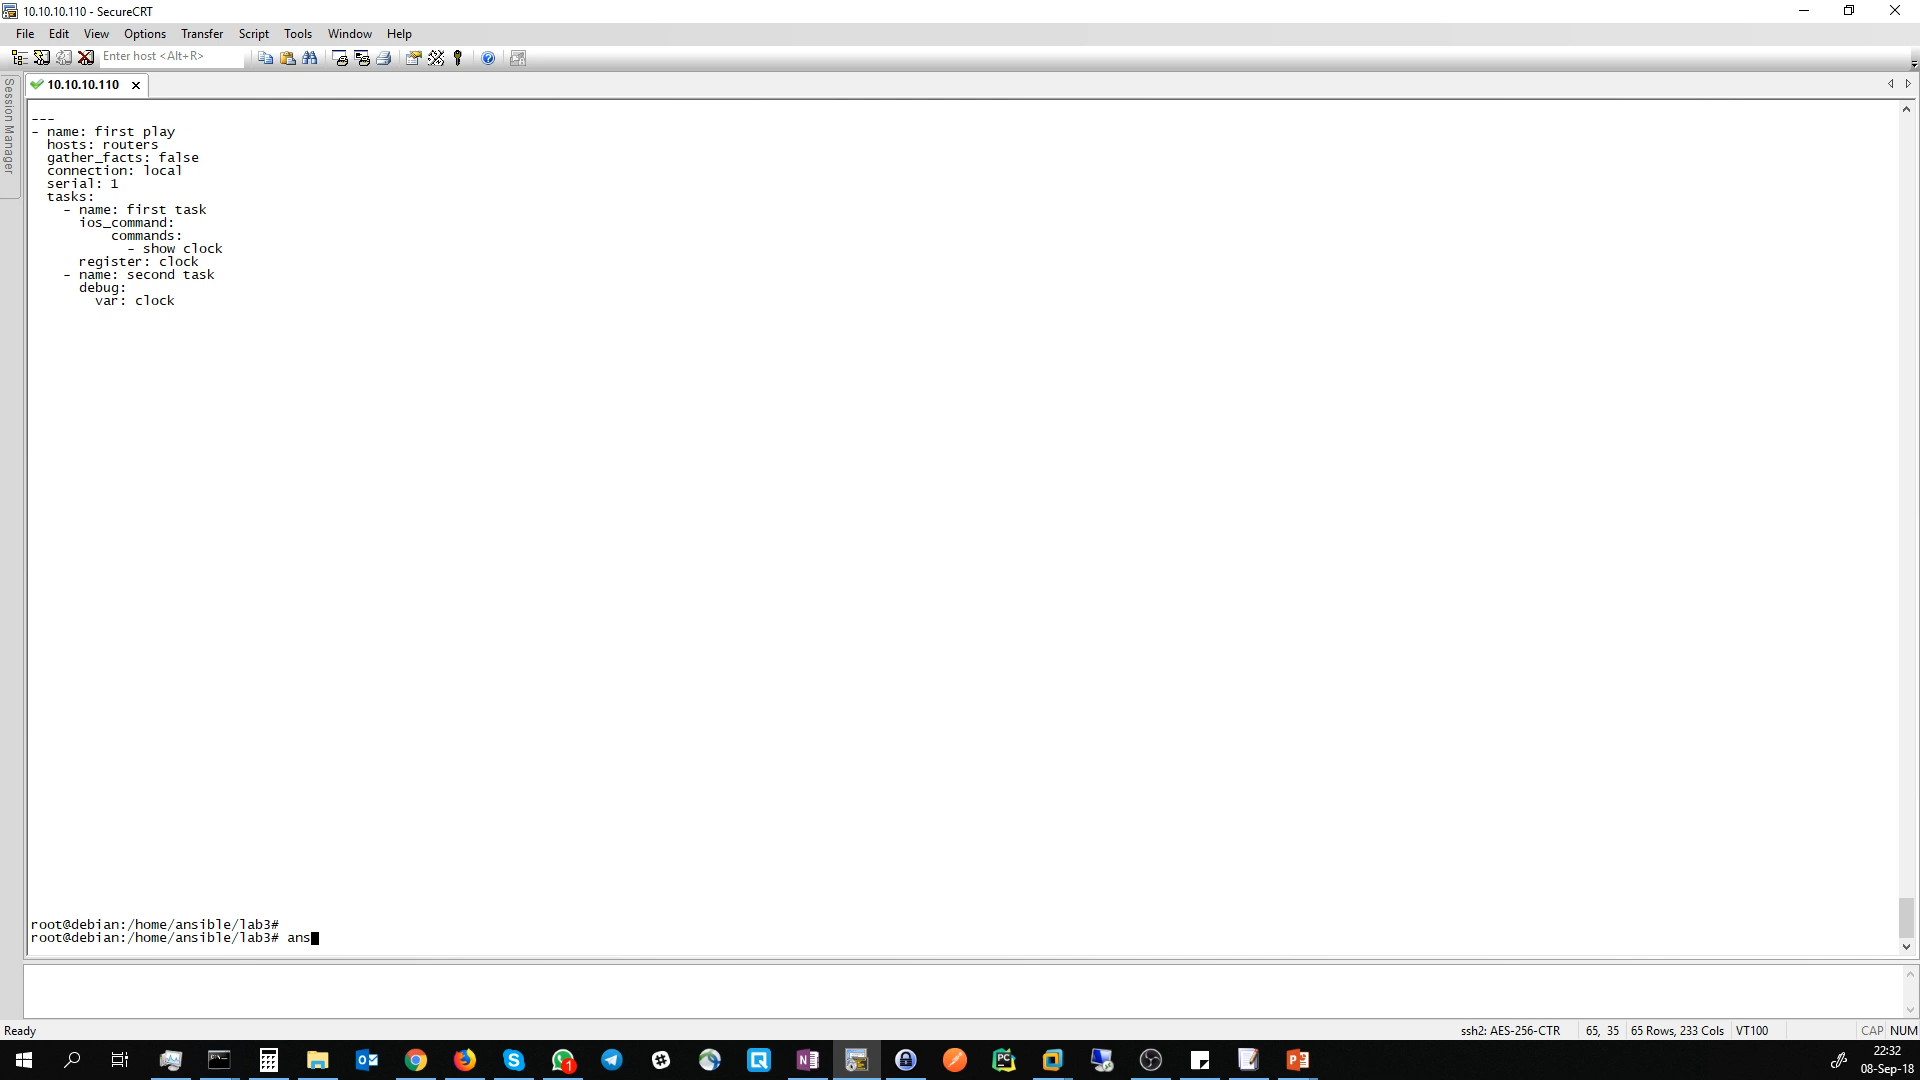 10.10.10.110 - SecureCRT
File Edit View Options Transfer Script Tools Window Help
Enter host <Alt+R>
10.10.10.110
Session Manager
---
- name: first play
  hosts: routers
  gather_facts: false
  connection: local
  serial: 1
  tasks:
    - name: first task
      ios_command:
          commands:
            - show clock
      register: clock
    - name: second task
      debug:
        var: clock
root@debian:/home/ansible/lab3#
root@debian:/home/ansible/lab3# ans
Ready ssh2: AES-256-CTR 65, 35 65 Rows, 233 Cols VT100 CAP NUM
22:32
08-Sep-18